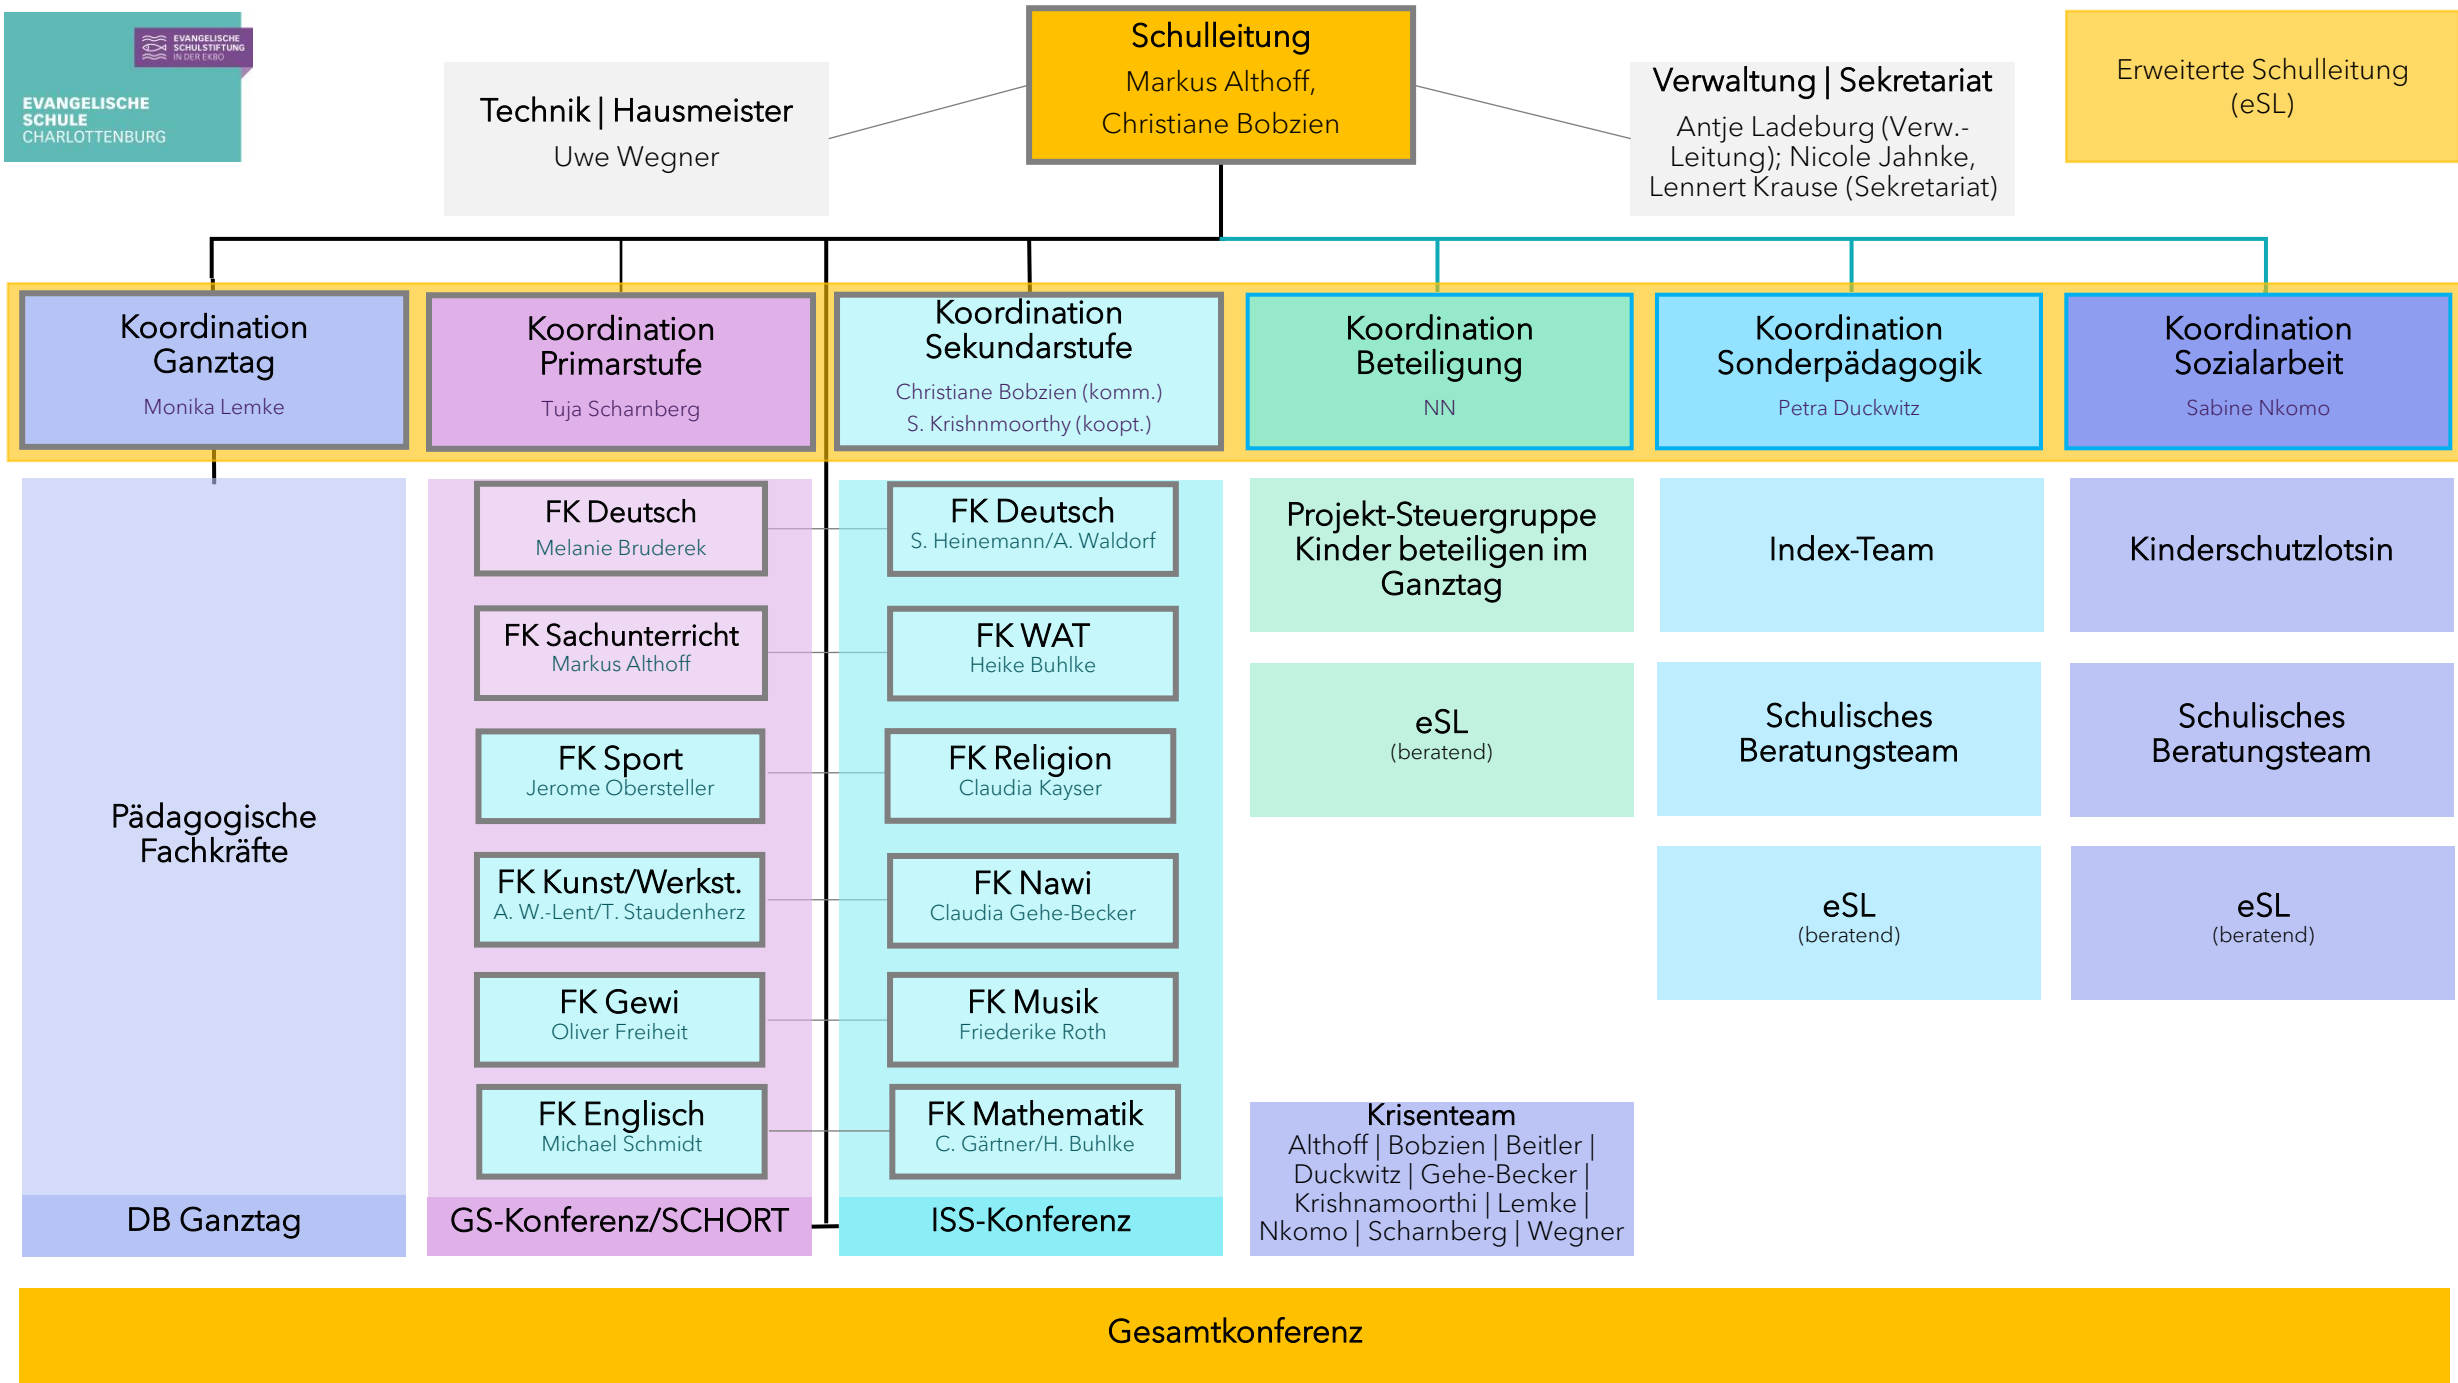 EVANGELISCHE
SCHULSTIFTUNG
IN DER EKBO
EVANGELISCHE
SCHULE
CHARLOTTENBURG
Technik | Hausmeister
Uwe Wegner
Schulleitung
Markus Althoff,
Christiane Bobzien
Verwaltung | Sekretariat
Antje Ladeburg (Verw.-
Leitung); Nicole Jahnke,
Lennert Krause (Sekretariat)
Erweiterte Schulleitung
(eSL)
Koordination
Ganztag
Monika Lemke
Koordination
Primarstufe
Tuja Scharnberg
Koordination
Sekundarstufe
Christiane Bobzien (komm.)
S. Krishnmoorthy (koopt.)
Koordination
Beteiligung
NN
Koordination
Sonderpädagogik
Petra Duckwitz
Koordination
Sozialarbeit
Sabine Nkomo
Pädagogische
Fachkräfte
DB Ganztag
FK Deutsch
Melanie Bruderek
FK Sachunterricht
Markus Althoff
FK Sport
Jerome Obersteller
FK Kunst/Werkst.
A. W.-Lent/T. Staudenherz
FK Gewi
Oliver Freiheit
FK Englisch
Michael Schmidt
GS-Konferenz/SCHORT
FK Deutsch
S. Heinemann/A. Waldorf
FK WAT
Heike Buhlke
FK Religion
Claudia Kayser
FK Nawi
Claudia Gehe-Becker
FK Musik
Friederike Roth
FK Mathematik
C. Gärtner/H. Buhlke
ISS-Konferenz
Projekt-Steuergruppe
Kinder beteiligen im
Ganztag
eSL
(beratend)
Krisenteam
Althoff | Bobzien | Beitler |
Duckwitz | Gehe-Becker |
Krishnamoorthi | Lemke |
Nkomo | Scharnberg | Wegner
Index-Team
Schulisches
Beratungsteam
eSL
(beratend)
Kinderschutzlotsin
Schulisches
Beratungsteam
eSL
(beratend)
Gesamtkonferenz